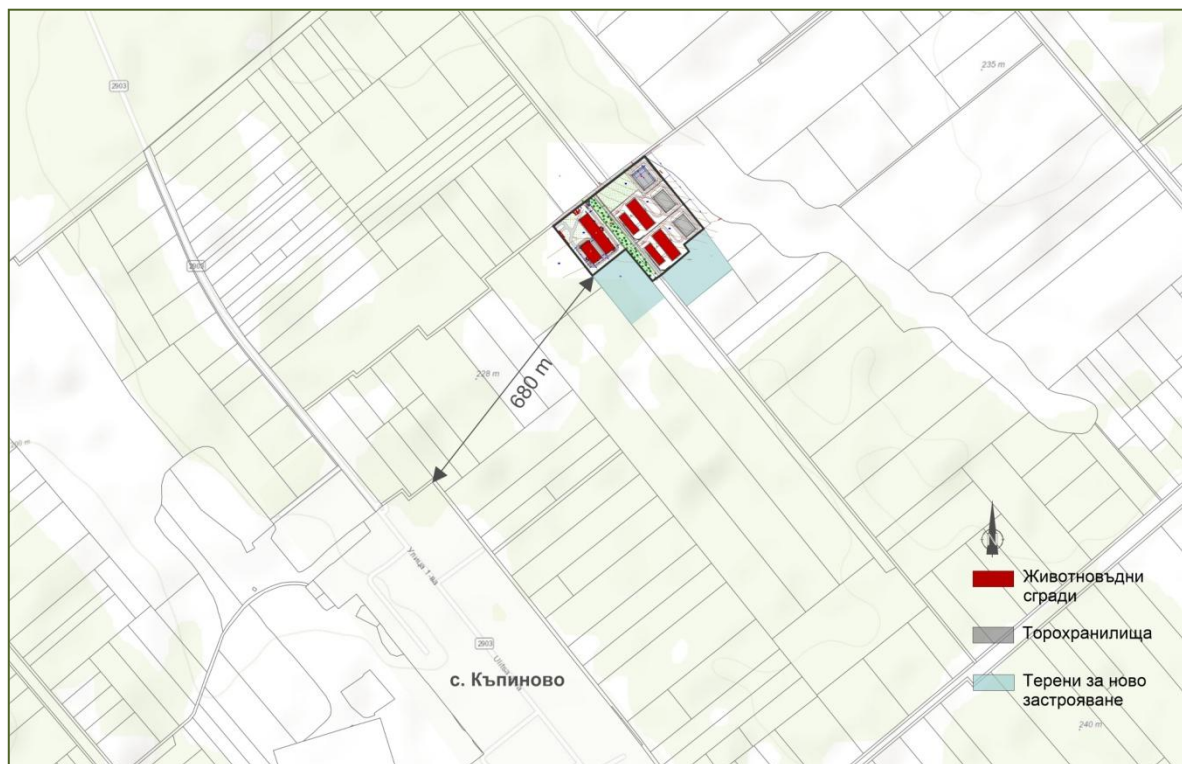 235 m
2903
2903
228 m
680 m
Улица 1-ва
2903
с. Къпиново
N
Животновъдни
сгради
Торохранилища
Терени за ново
застрояване
240 m